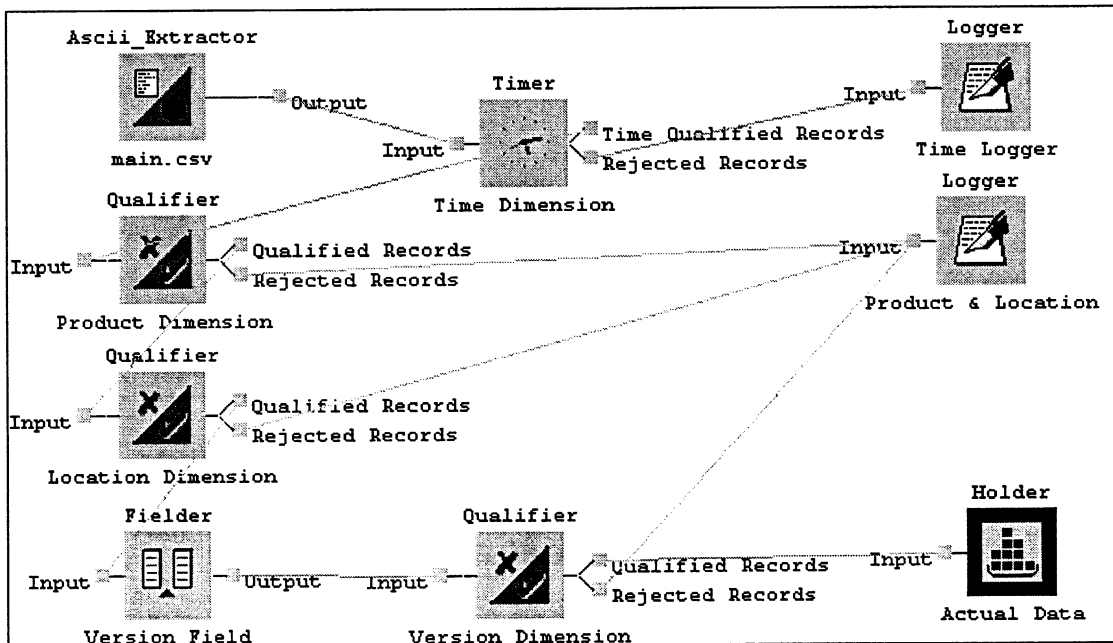 Ascii_Extractor
main.csv
Output
Timer
Input
Time Qualified Records
Rejected Records
Time Dimension
Logger
Input
Time Logger
Qualifier
Input
Qualified Records
Rejected Records
Product Dimension
Logger
Input
Product & Location
Qualifier
Input
Qualified Records
Rejected Records
Location Dimension
Fielder
Input
Output
Version Field
Qualifier
Input
Qualified Records
Rejected Records
Version Dimension
Holder
Input
Actual Data